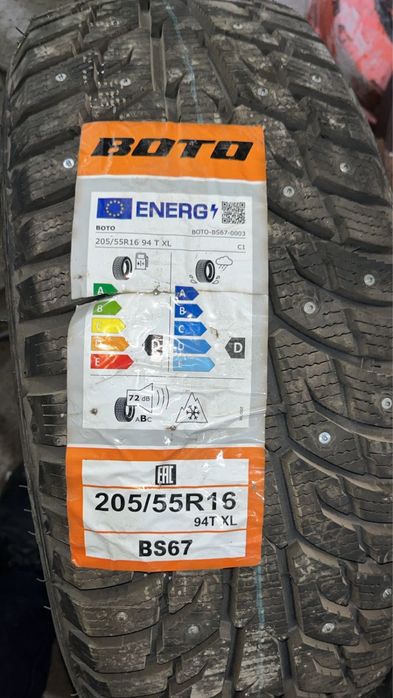 BOTO
ENERG
BOTO
BOTO-BS67-0003
205/55R16 94 T XL
C1
A
B
E
A
B
C
D
D
E
D
72 dB
ABC
EAC
205/55R16
94T XL
BS67